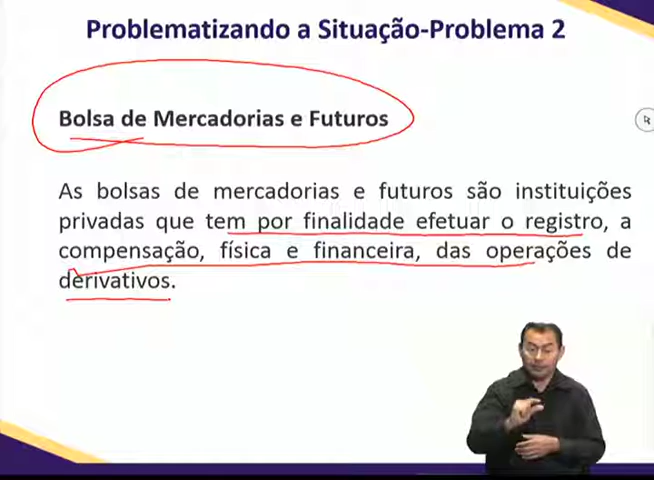 Problematizando a Situação-Problema 2
Bolsa de Mercadorias e Futuros
As bolsas de mercadorias e futuros são instituições
privadas que tem por finalidade efetuar o registro, a
compensação, física e financeira, das operações de
derivativos.